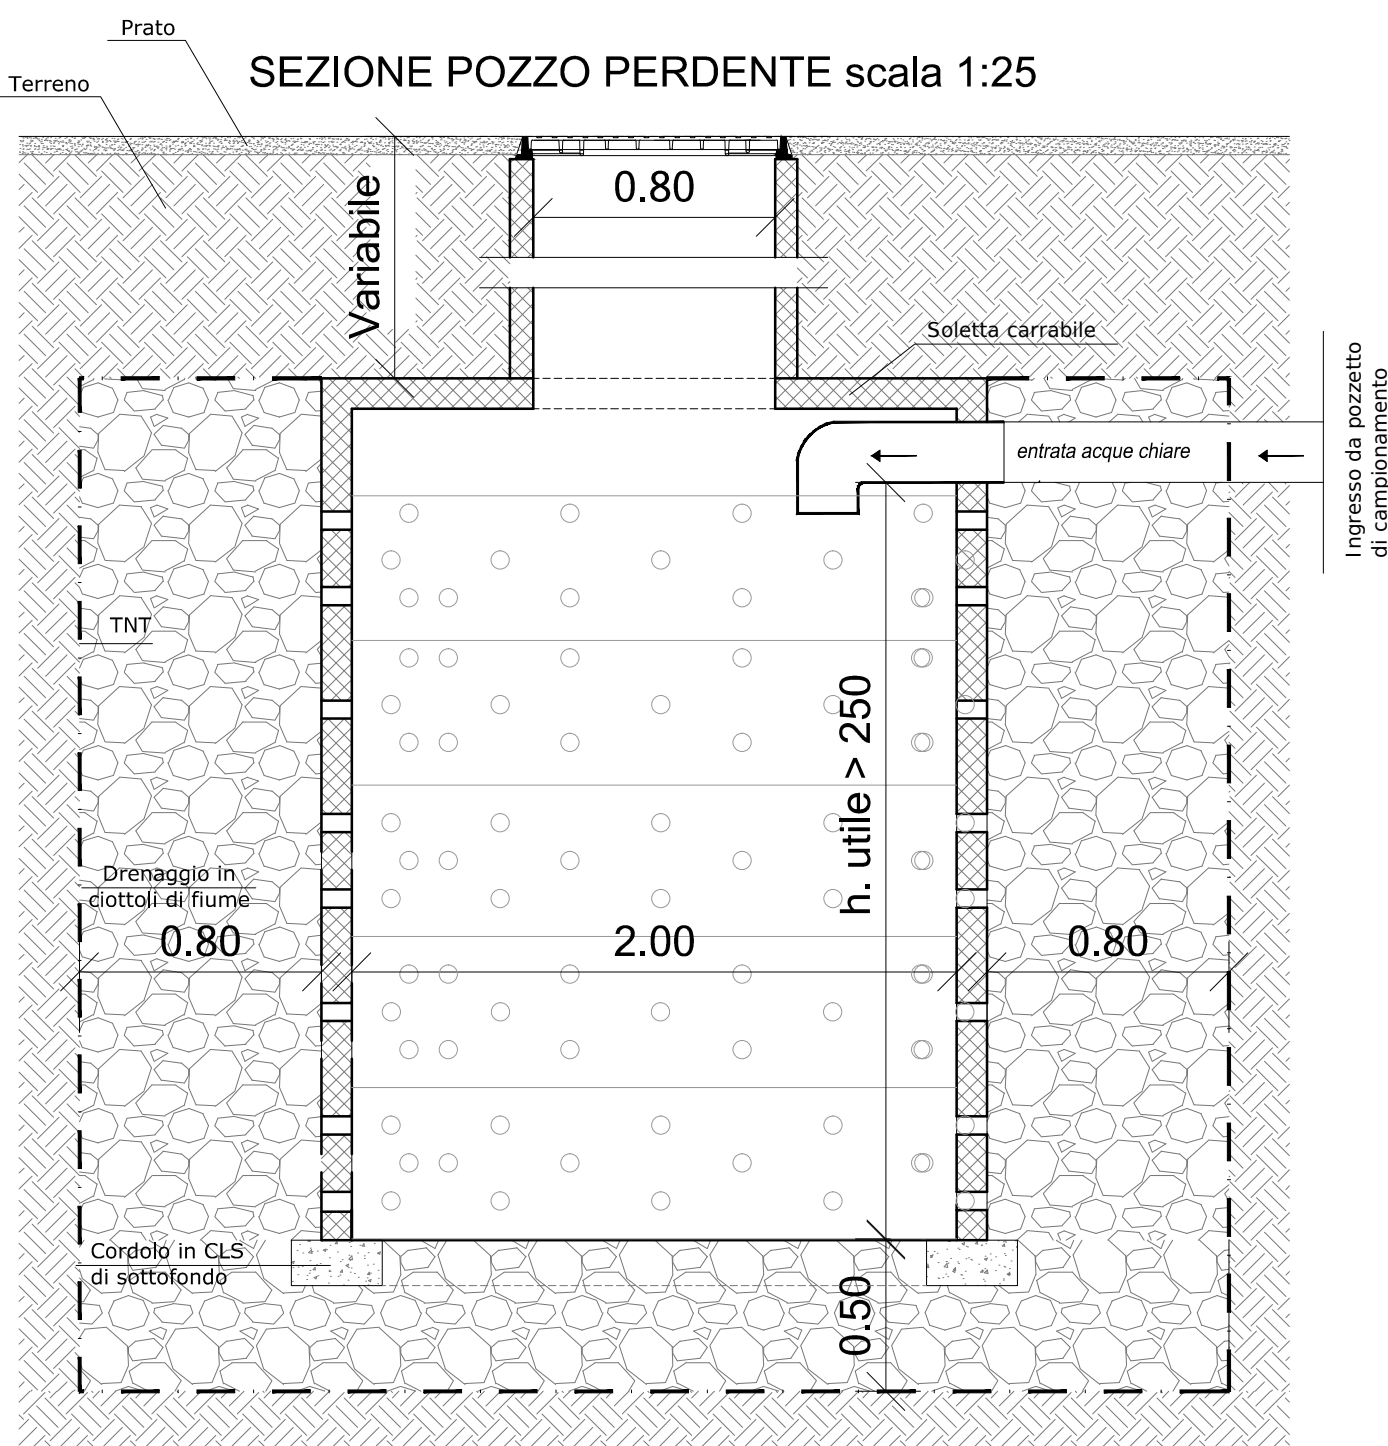 Prato
SEZIONE POZZO PERDENTE scala 1:25
Terreno
0.80
Variabile
Soletta carrabile
Ingresso da pozzetto
di campionamento
entrata acque chiare
TNT
h. utile > 250
Drenaggio in
ciottoli di fiume
0.80
2.00
0.80
Cordolo in CLS
di sottofondo
0.50